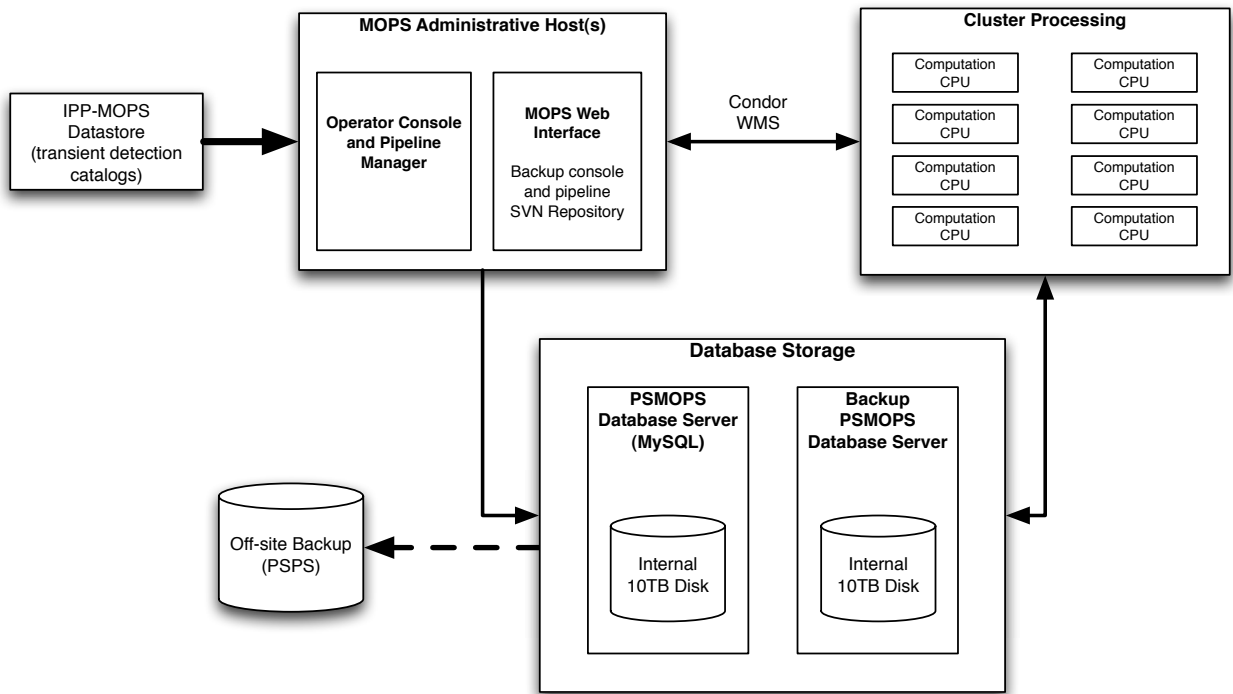 MOPS Administrative Host(s)
Cluster Processing
IPP-MOPS
Datastore
(transient detection
catalogs)
Operator Console
and Pipeline
Manager
MOPS Web
Interface
Backup console
and pipeline
SVN Repository
Condor
WMS
Computation
CPU
Computation
CPU
Computation
CPU
Computation
CPU
Computation
CPU
Computation
CPU
Computation
CPU
Computation
CPU
Database Storage
PSMOPS
Database Server
(MySQL)
Backup
PSMOPS
Database Server
Internal
10TB Disk
Internal
10TB Disk
Off-site Backup
(PSPS)